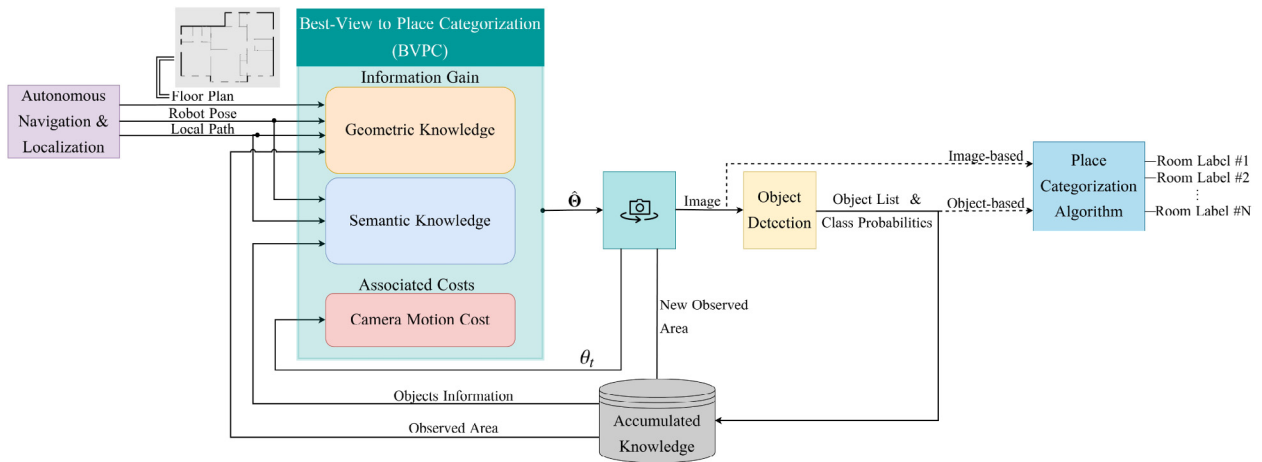 Best-View to Place Categorization
(BVPC)
Information Gain
Autonomous
Navigation &
Localization
Floor Plan
Robot Pose
Local Path
Geometric Knowledge
Semantic Knowledge
Associated Costs
Camera Motion Cost
Θ̂
Image
Object
Detection
Object List &
Class Probabilitics
Image-based
Object-based
Place
Categorization
Algorithm
Room Label #1
Room Label #2
⋮
Room Label #N
New Observed
Area
θt
Objects Information
Observed Area
Accumulated
Knowledge